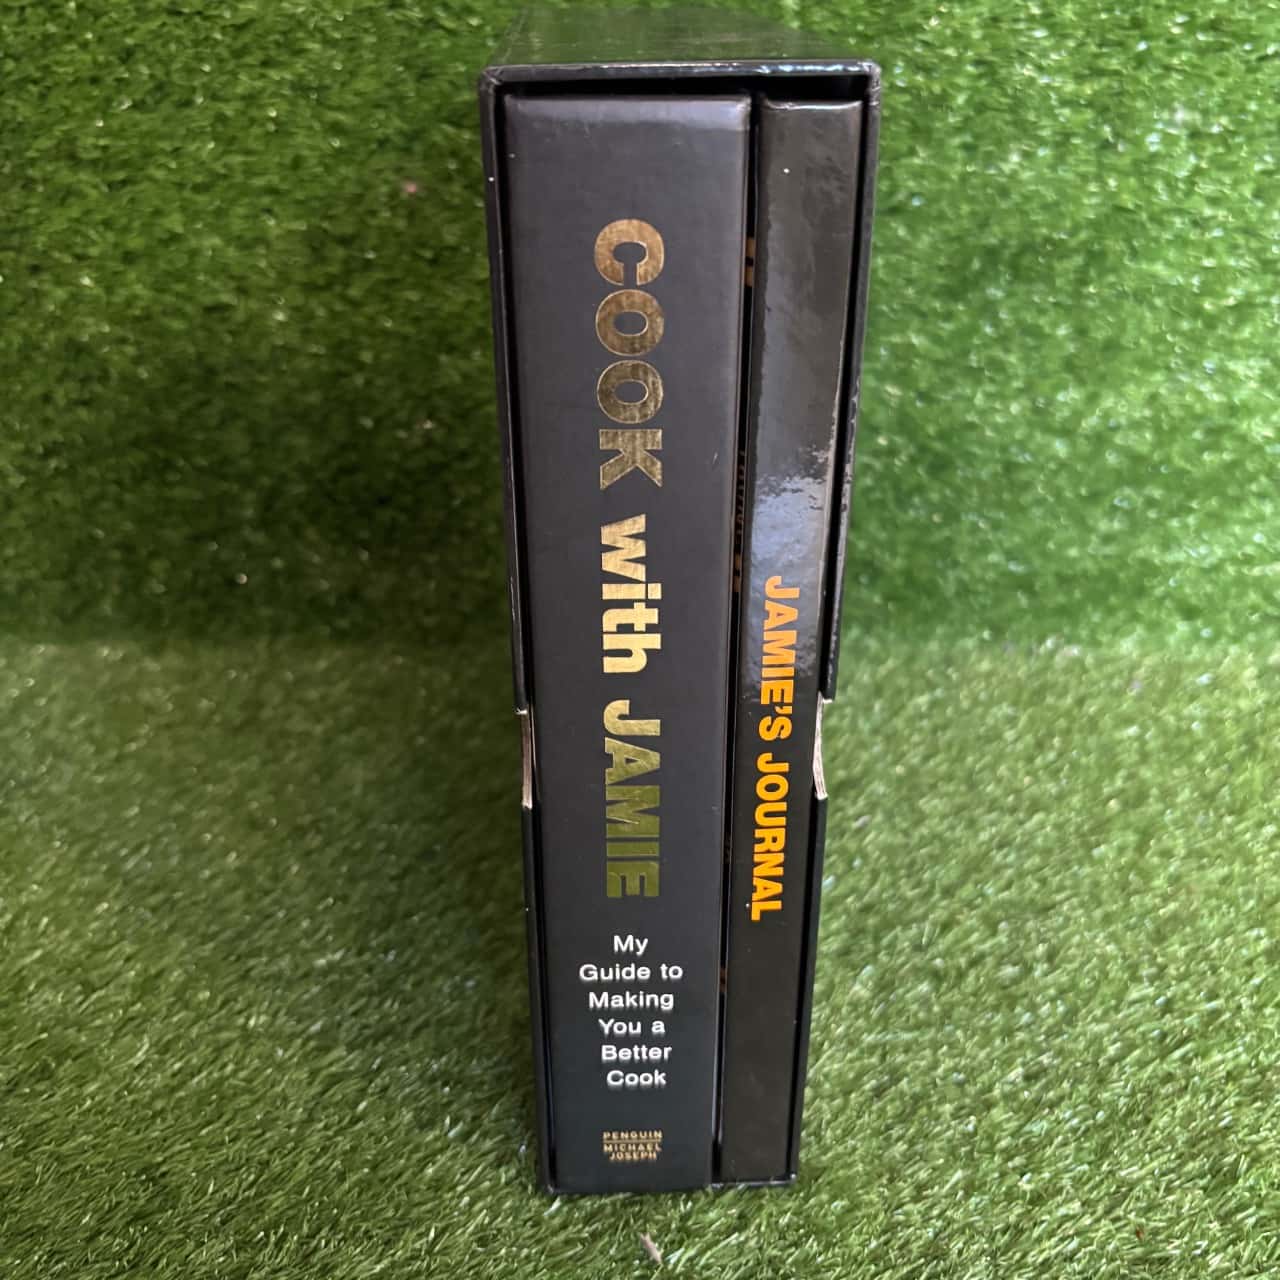 COOK with JAMIE
My
Guide to
Making
You a
Better
Cook
PENGUIN
MICHAEL
JOSEPH
JAMIE'S JOURNAL